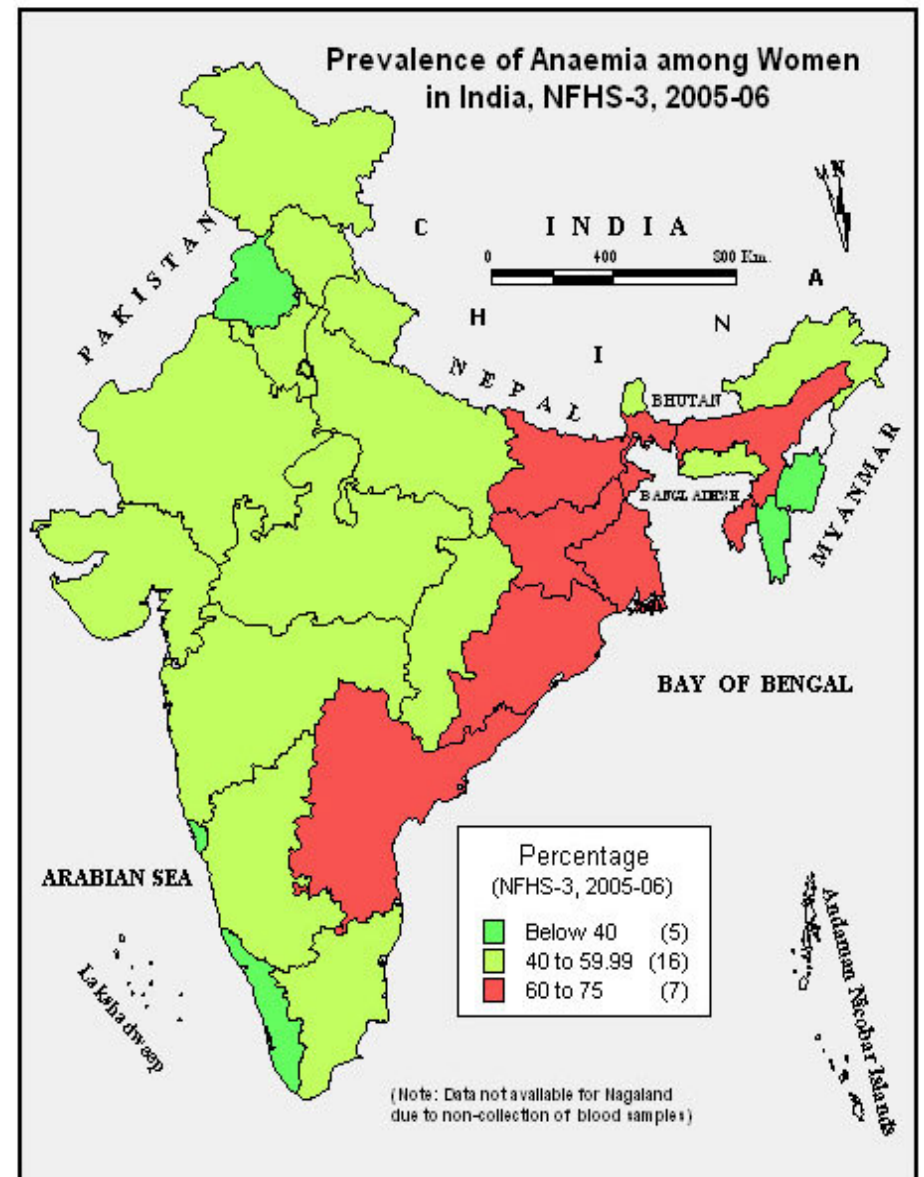 Prevalence of Anaemia among Women
in India, NFHS-3, 2005-06
N
C
I N D I A
0 400 800 Km.
PAKISTAN
A
H
N
I
NEPAL
BHUTAN
BANGLADESH
MYANMAR
BAY OF BENGAL
ARABIAN SEA
Lakshadweep
Andaman Nicobar Islands
Percentage
(NFHS-3, 2005-06)
Below 40 (5)
40 to 59.99 (16)
60 to 75 (7)
(Note: Data not available for Nagaland
due to non-collection of blood samples)